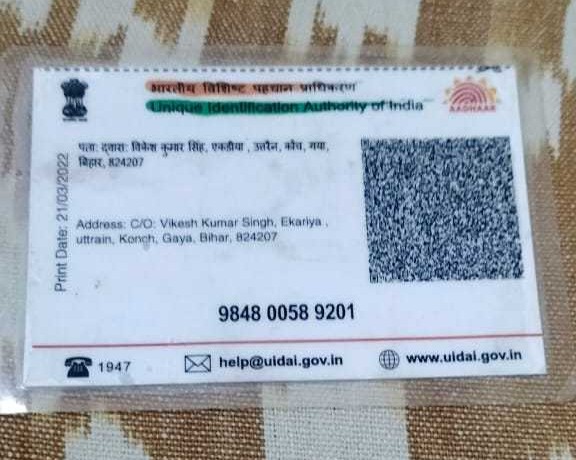 भारतीय विशिष्ट पहचान प्राधिकरण
Unique Identification Authority of India
AADHAAR
पता: द्वारा: विकेश कुमार सिंह, एकड़ीया , उतरैन, कोंच, गया,
बिहार, 824207
Address: C/O: Vikesh Kumar Singh, Ekariya ,
uttrain, Konch, Gaya, Bihar, 824207
Print Date: 21/03/2022
9848 0058 9201
1947
help@uidai.gov.in
www.uidai.gov.in